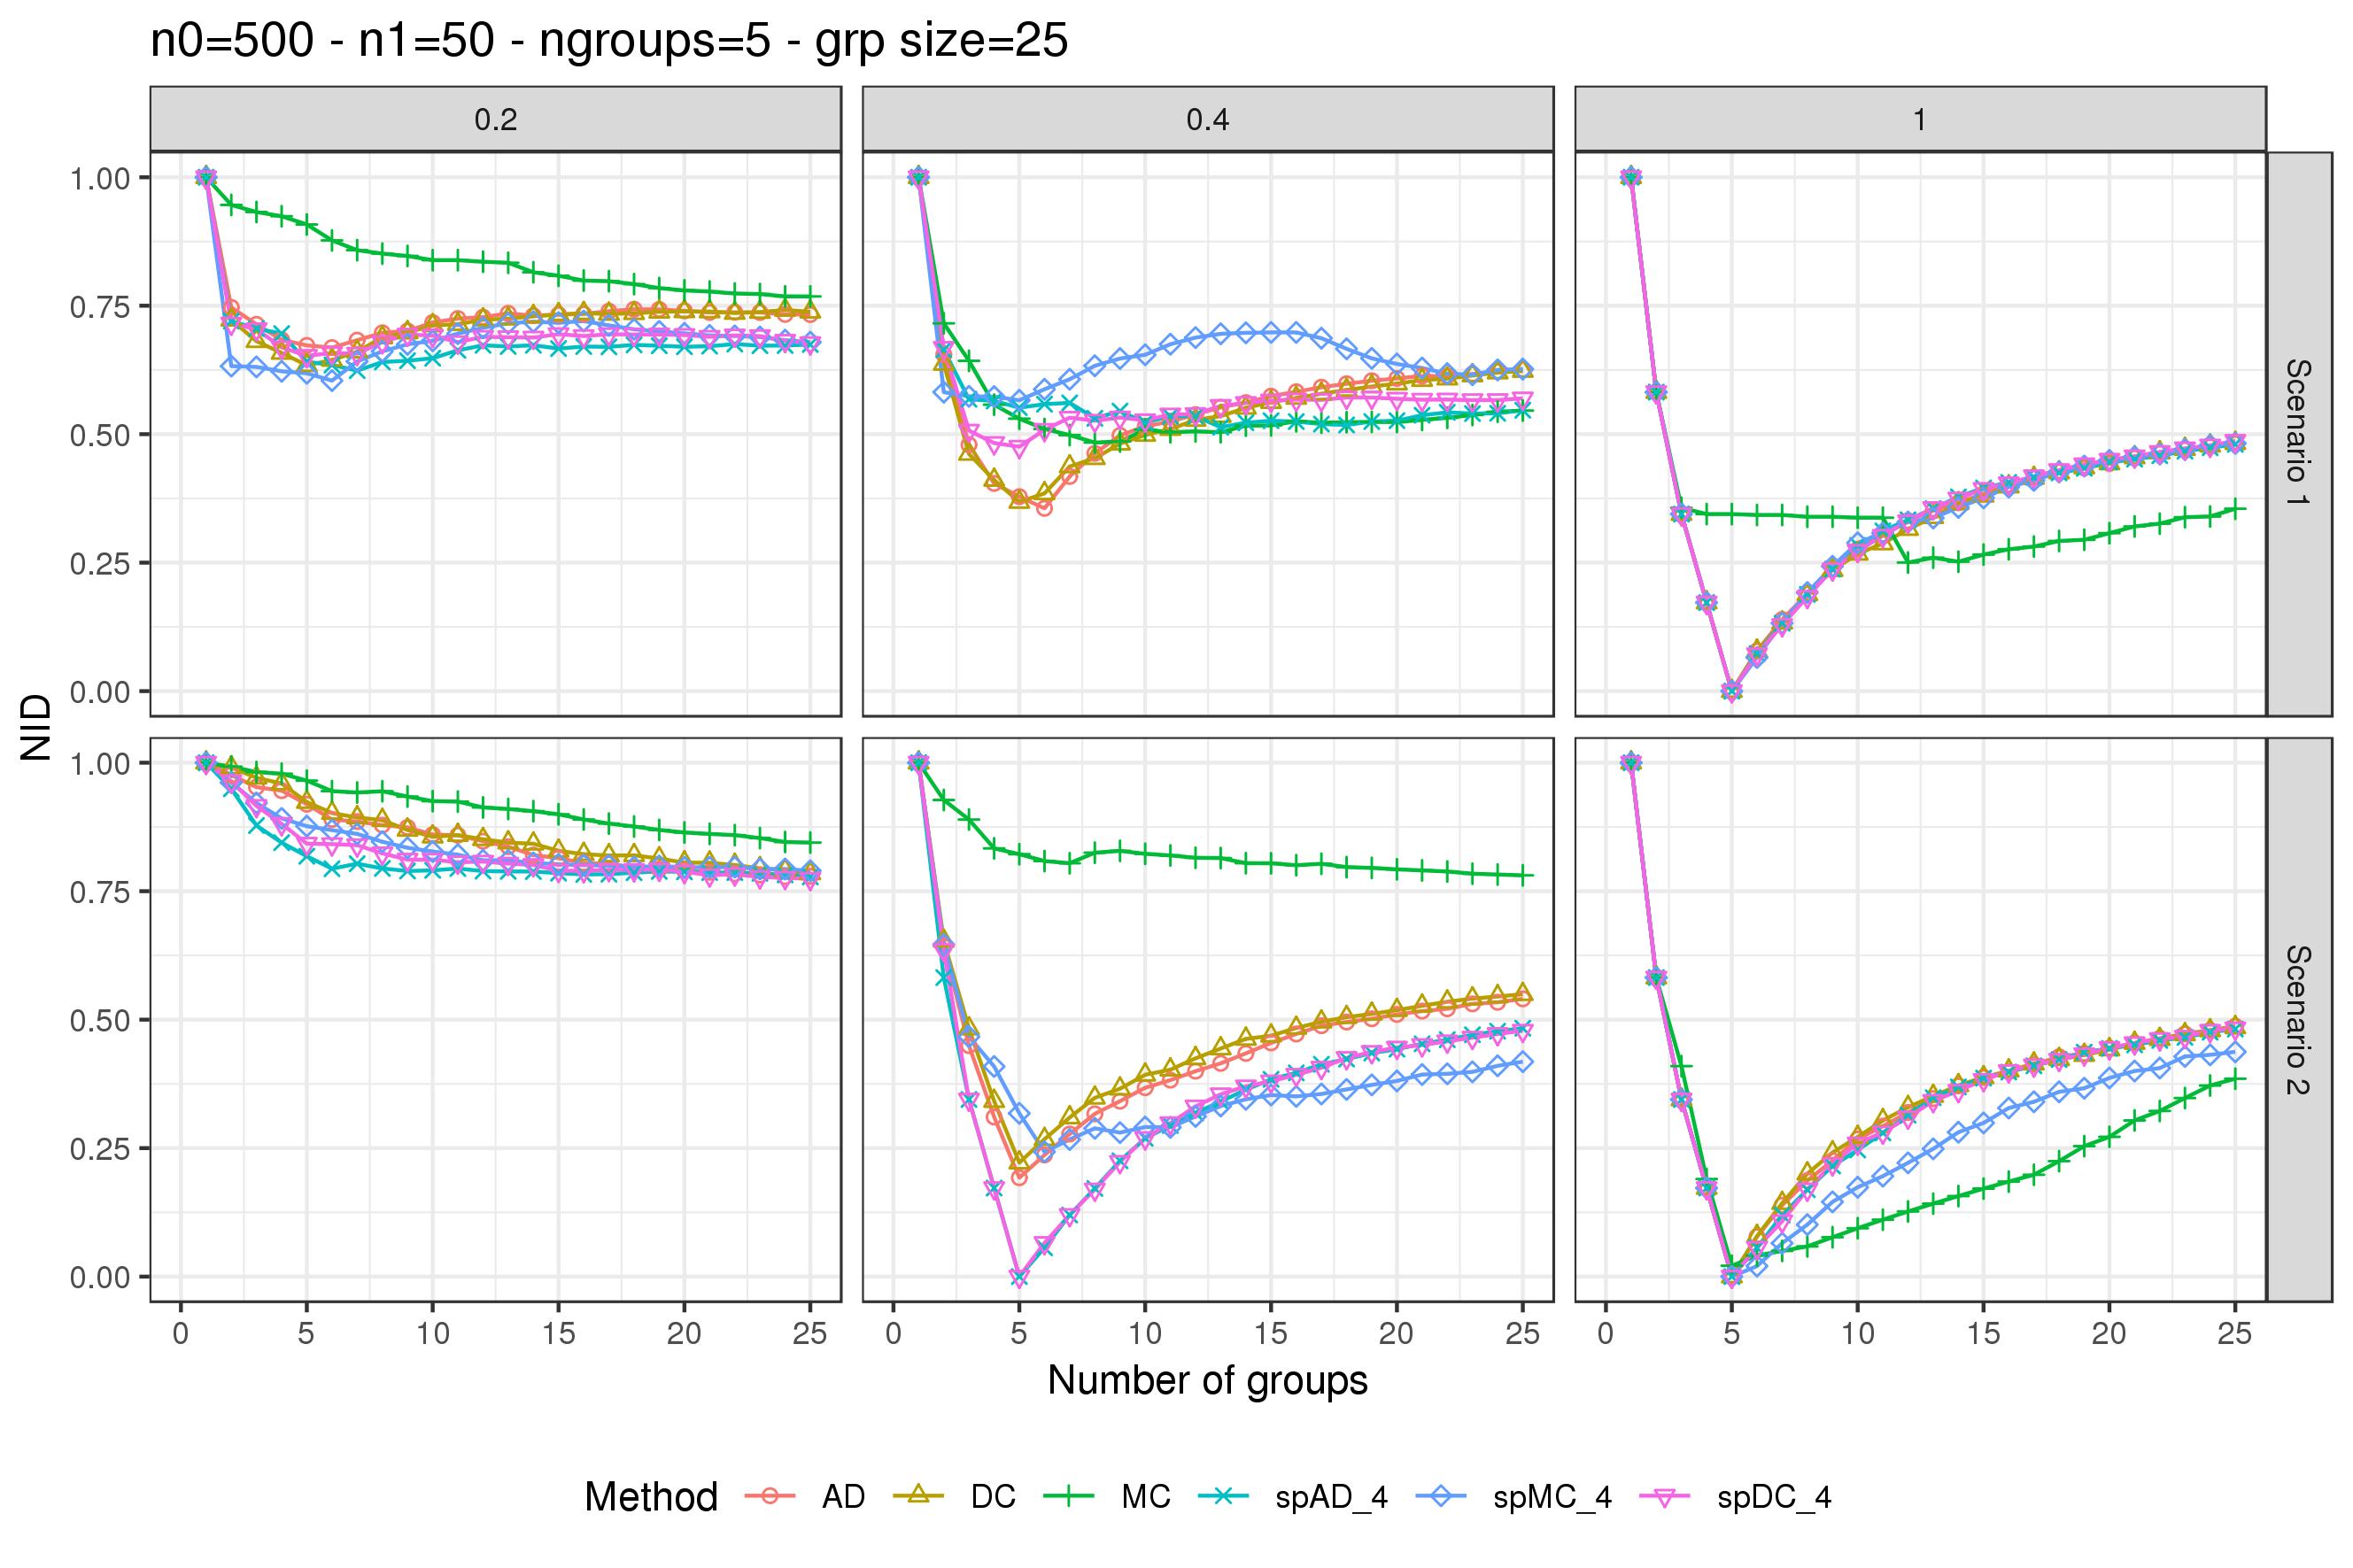 n0=500 - n1=50 - ngroups=5 - grp size=25
0.2 0.4 1
1.00
0.75
0.50
0.25
0.00
Scenario 1
NID
1.00
0.75
0.50
0.25
0.00
Scenario 2
0 5 10 15 20 25 0 5 10 15 20 25 0 5 10 15 20 25
Number of groups
Method AD DC MC spAD_4 spMC_4 spDC_4